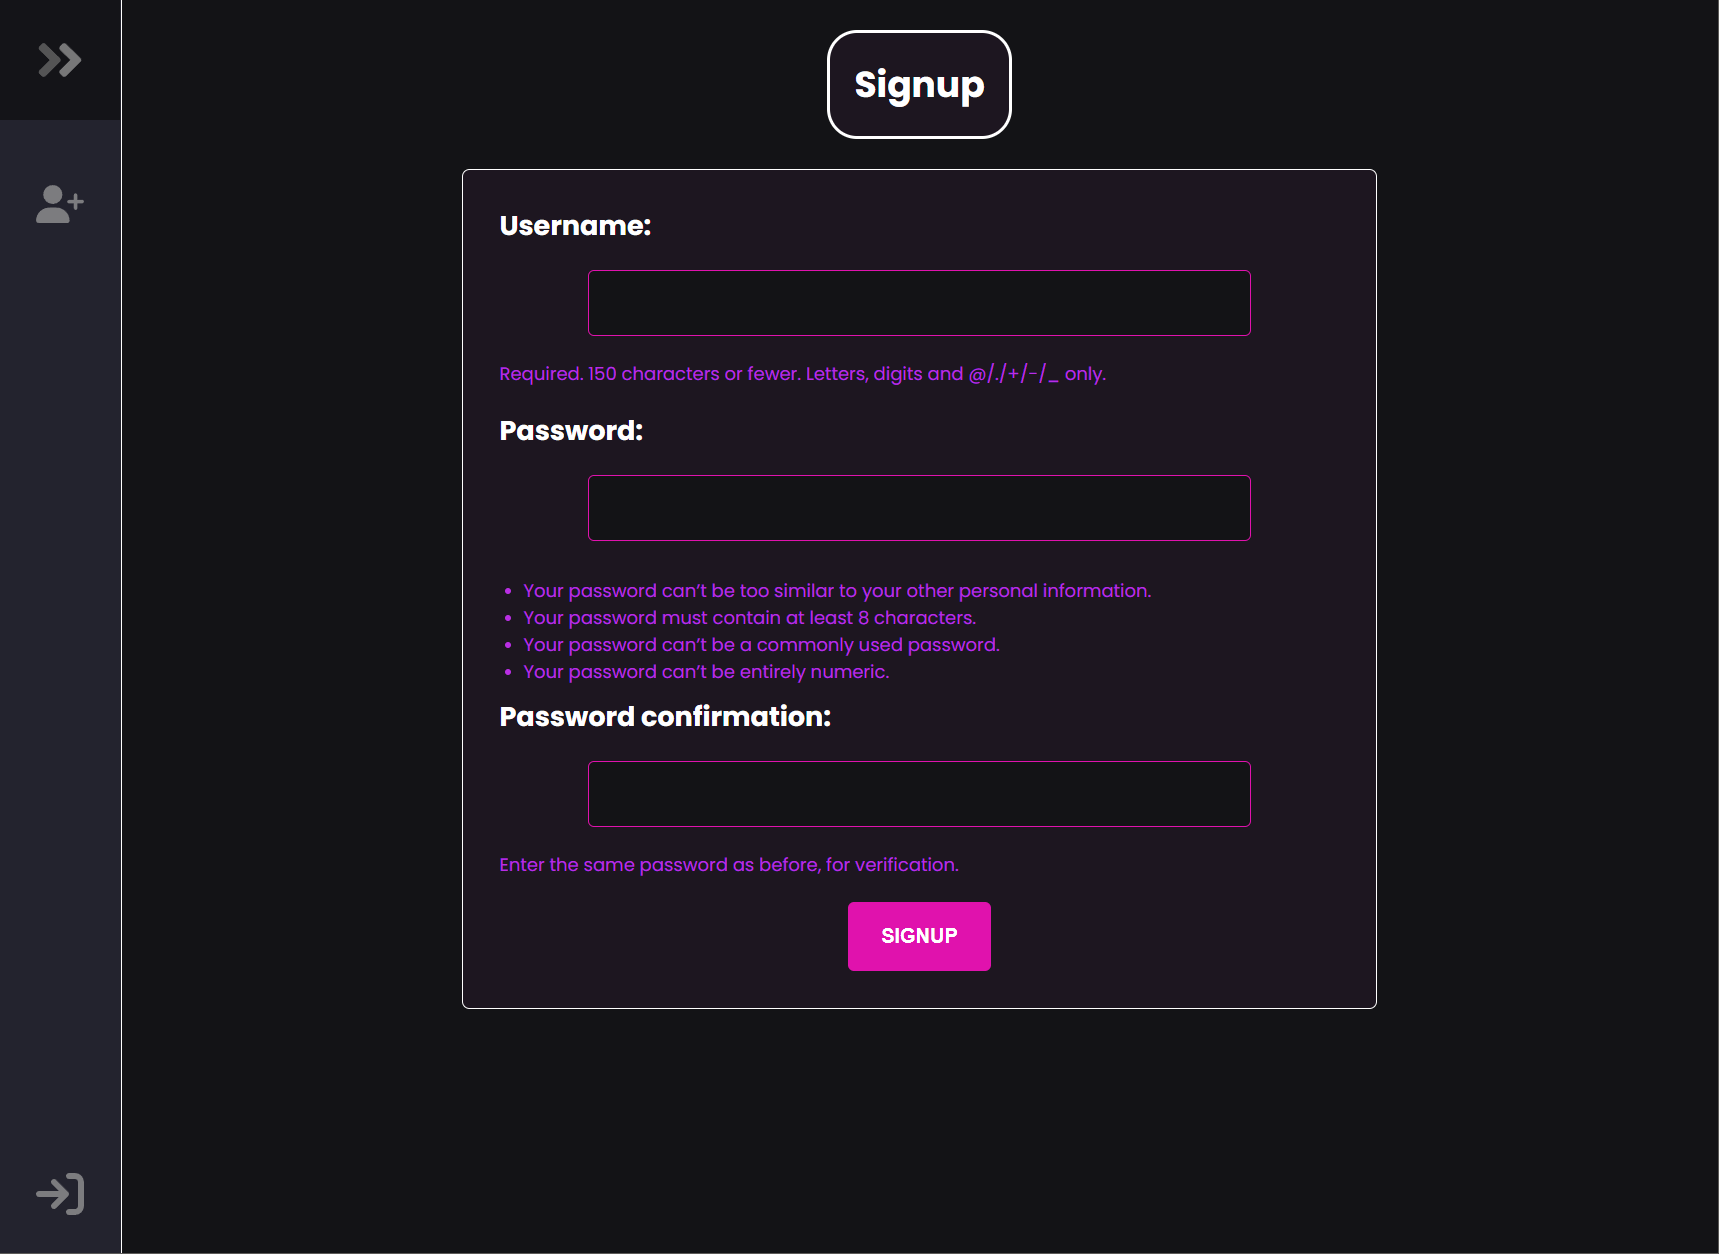 Signup
Username:
Required. 150 characters or fewer. Letters, digits and @/./+/-/_ only.
Password:
• Your password can’t be too similar to your other personal information.
• Your password must contain at least 8 characters.
• Your password can’t be a commonly used password.
• Your password can’t be entirely numeric.
Password confirmation:
Enter the same password as before, for verification.
SIGNUP